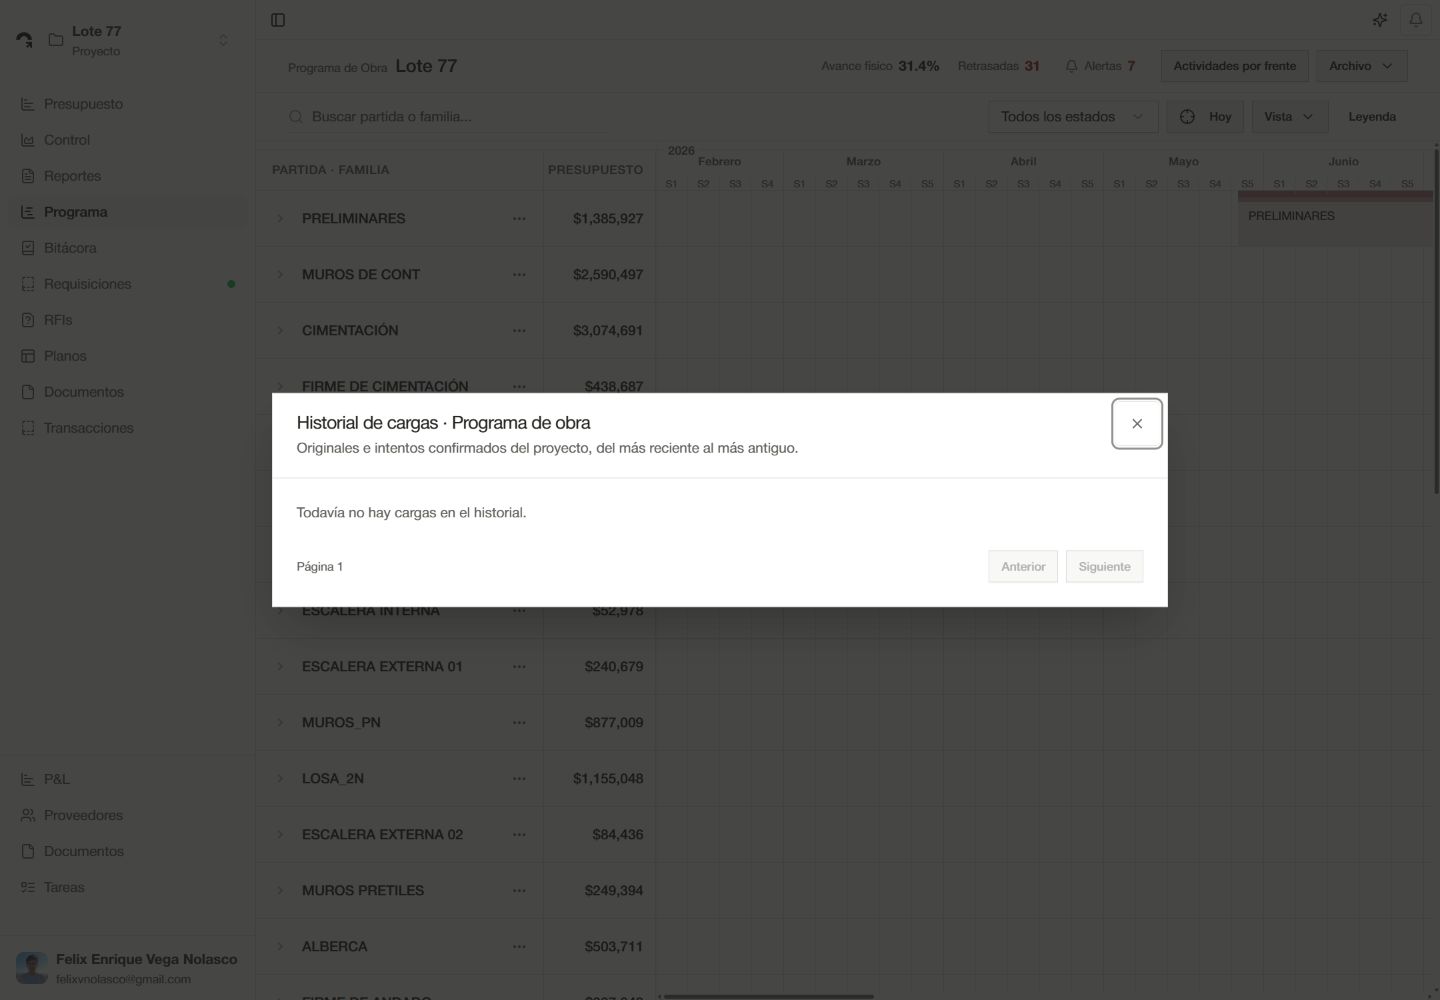 Lote 77
Proyecto
Presupuesto
Control
Reportes
Programa
Bitácora
Requisiciones
RFIs
Planos
Documentos
Transacciones
P&L
Proveedores
Documentos
Tareas
Felix Enrique Vega Nolasco
felixvnolasco@gmail.com
Programa de Obra Lote 77
Avance físico 31.4% Retrasadas 31 Alertas 7 Actividades por frente Archivo
Buscar partida o familia... Todos los estados Hoy Vista Leyenda
PARTIDA · FAMILIA PRESUPUESTO
2026
Febrero Marzo Abril Mayo Junio
S1 S2 S3 S4 S1 S2 S3 S4 S5 S1 S2 S3 S4 S5 S1 S2 S3 S4 S5 S1 S2 S3 S4 S5
PRELIMINARES ··· $1,385,927 PRELIMINARES
MUROS DE CONT ··· $2,590,497
CIMENTACIÓN ··· $3,074,691
FIRME DE CIMENTACIÓN ··· $438,687
Historial de cargas · Programa de obra
Originales e intentos confirmados del proyecto, del más reciente al más antiguo.
Todavía no hay cargas en el historial.
Página 1 Anterior Siguiente
ESCALERA INTERNA ··· $52,978
ESCALERA EXTERNA 01 ··· $240,679
MUROS_PN ··· $877,009
LOSA_2N ··· $1,155,048
ESCALERA EXTERNA 02 ··· $84,436
MUROS PRETILES ··· $249,394
ALBERCA ··· $503,711